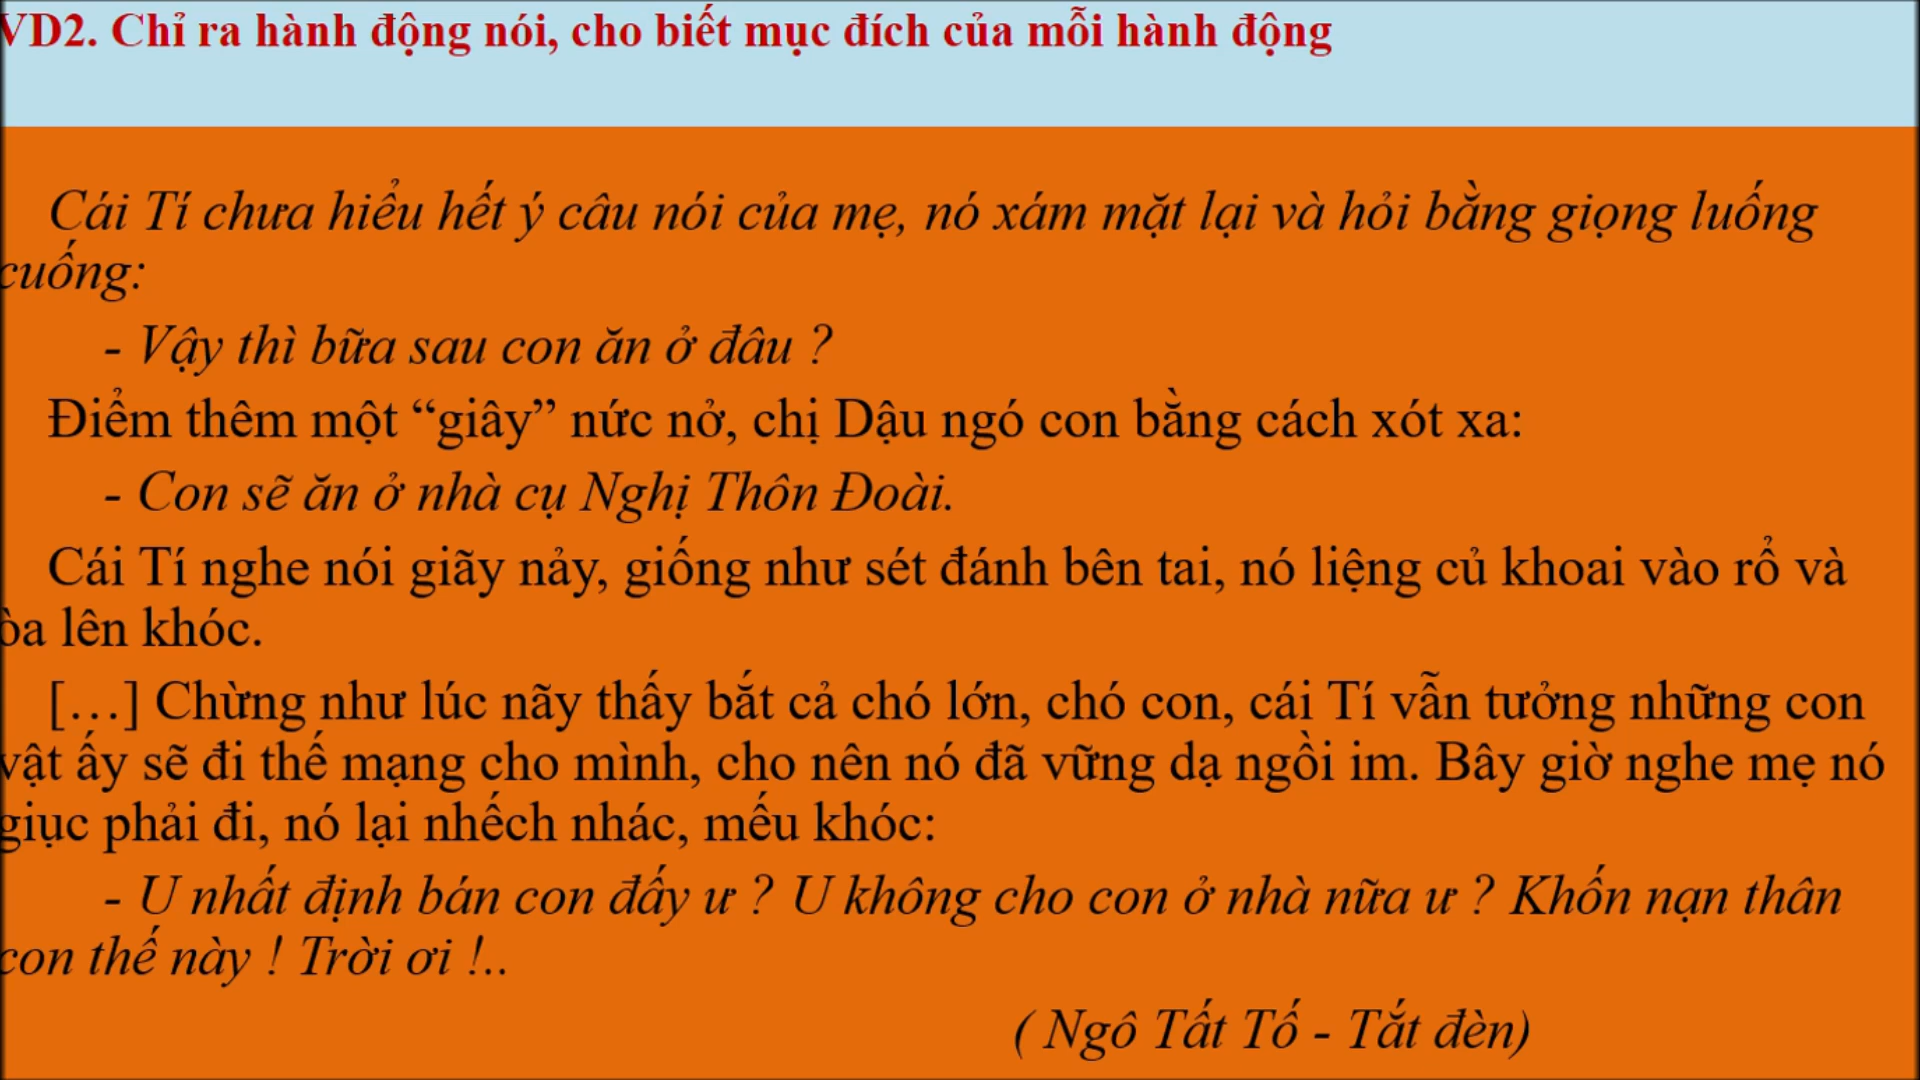 VD2. Chỉ ra hành động nói, cho biết mục đích của mỗi hành động
Cái Tí chưa hiểu hết ý câu nói của mẹ, nó xám mặt lại và hỏi bằng giọng luống
cuống:
- Vậy thì bữa sau con ăn ở đâu ?
Điểm thêm một “giây” nức nở, chị Dậu ngó con bằng cách xót xa:
- Con sẽ ăn ở nhà cụ Nghị Thôn Đoài.
Cái Tí nghe nói giãy nảy, giống như sét đánh bên tai, nó liệng củ khoai vào rổ và
òa lên khóc.
[…] Chừng như lúc nãy thấy bắt cả chó lớn, chó con, cái Tí vẫn tưởng những con
vật ấy sẽ đi thế mạng cho mình, cho nên nó đã vững dạ ngồi im. Bây giờ nghe mẹ nó
giục phải đi, nó lại nhếch nhác, mếu khóc:
- U nhất định bán con đấy ư ? U không cho con ở nhà nữa ư ? Khốn nạn thân
con thế này ! Trời ơi !..
( Ngô Tất Tố - Tắt đèn)